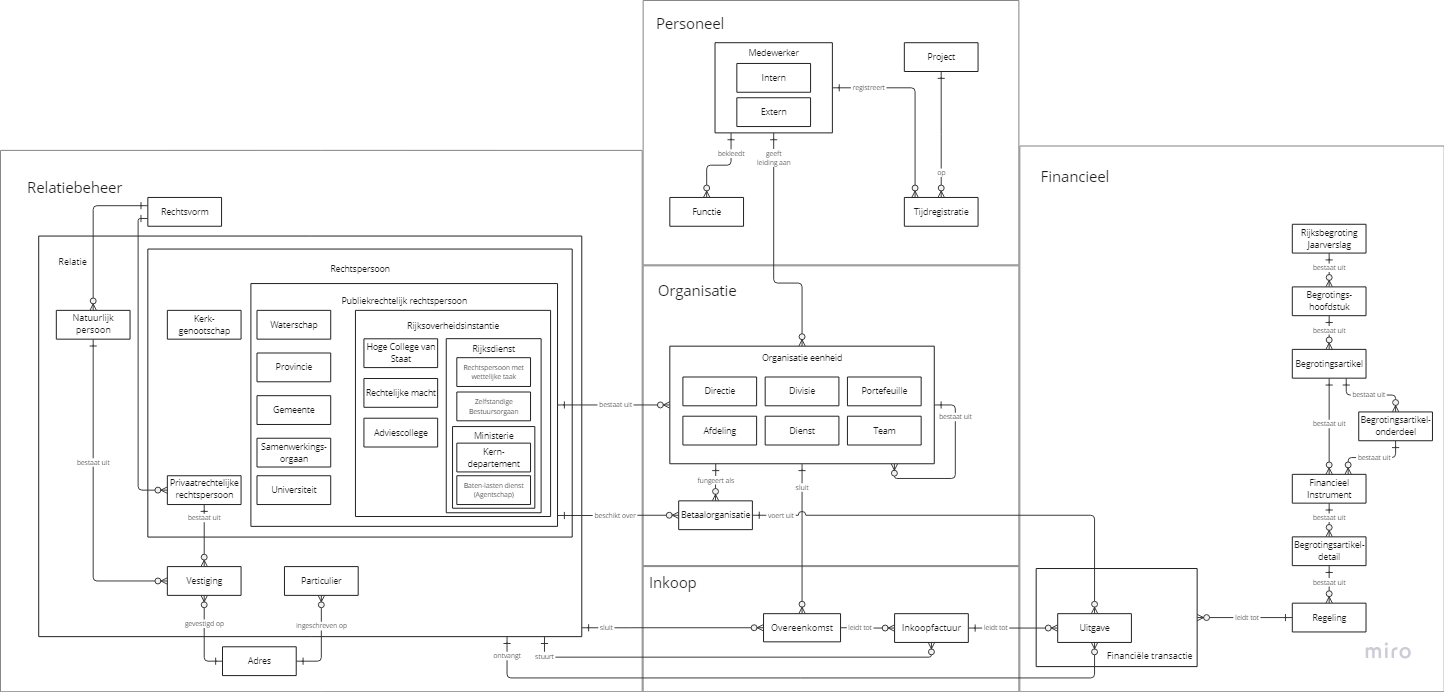 Personeel
Medewerker
Intern
Extern
Project
registreert
bekleedt
geeft
leiding aan
op
Functie
Tijdregistratie
Relatiebeheer
Rechtsvorm
Relatie
Rechtspersoon
Publiekrechtelijk rechtspersoon
Rijksoverheidsinstantie
Natuurlijk
persoon
Kerk-
genootschap
Waterschap
Provincie
Gemeente
Samenwerkings-
orgaan
Universiteit
Hoge College van
Staat
Rechtelijke macht
Adviescollege
Rijksdienst
Rechtspersoon met
wettelijke taak
Zelfstandige
Bestuursorgaan
Ministerie
Kern-
departement
Baten-lasten dienst
(Agentschap)
bestaat uit
Privaatrechtelijke
rechtspersoon
bestaat uit
Vestiging
Particulier
gevestigd op
ingeschreven op
Adres
bestaat uit
beschikt over
sluit
ontvangt
stuurt
Organisatie
Organisatie eenheid
Directie
Divisie
Portefeuille
Afdeling
Dienst
Team
bestaat uit
fungeert als
sluit
Betaalorganisatie
voert uit
Inkoop
Overeenkomst
leidt tot
Inkoopfactuur
leidt tot
Financieel
Rijksbegroting
Jaarverslag
bestaat uit
Begrotings-
hoofdstuk
bestaat uit
Begrotingsartikel
bestaat uit
bestaat uit
Begrotingsartikel-
onderdeel
bestaat uit
Financieel
Instrument
bestaat uit
Begrotingsartikel-
detail
bestaat uit
Regeling
leidt tot
Uitgave
Financiële transactie
miro